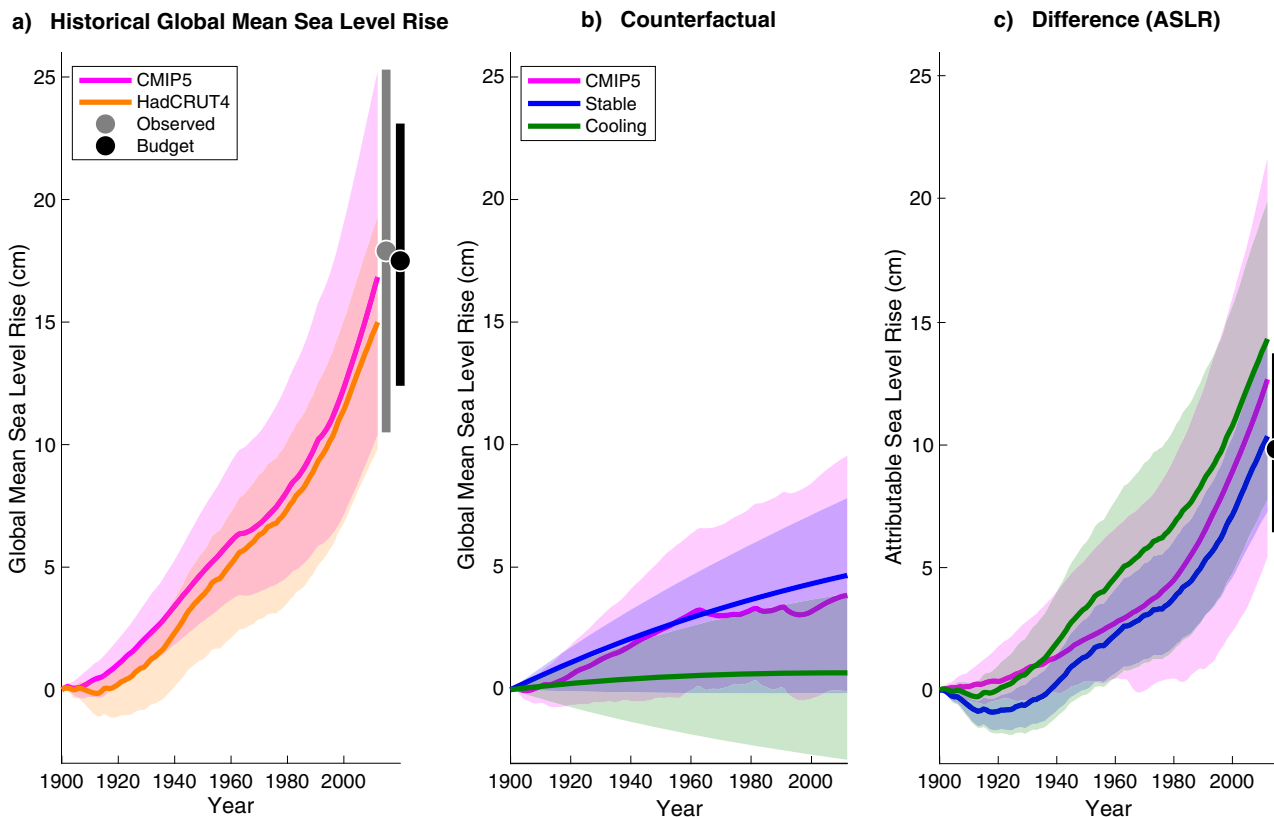 a) Historical Global Mean Sea Level Rise
CMIP5
HadCRUT4
Observed
Budget
Global Mean Sea Level Rise (cm)
25
20
15
10
5
0
1900 1920 1940 1960 1980 2000
Year
b) Counterfactual
CMIP5
Stable
Cooling
Global Mean Sea Level Rise (cm)
25
20
15
10
5
0
1900 1920 1940 1960 1980 2000
Year
c) Difference (ASLR)
Attributable Sea Level Rise (cm)
25
20
15
10
5
0
1900 1920 1940 1960 1980 2000
Year